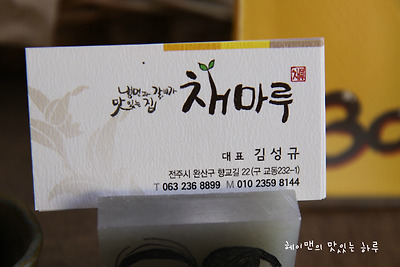 냉면과 갈비가
맛있는 집
채마루
대표 김성규
전주시 완산구 향교길 22(구 교동232-1)
T 063 236 8899 M 010 2359 8144
헤이맨의 맛있는 하루